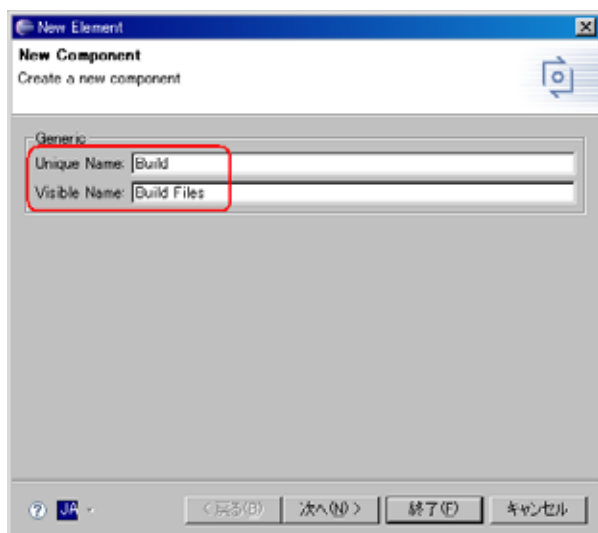 New Element
New Component
Create a new component
Generic
Unique Name: Build
Visible Name: Build Files
? JA
< 戻る(B) 次へ(N) > 終了(F) キャンセル